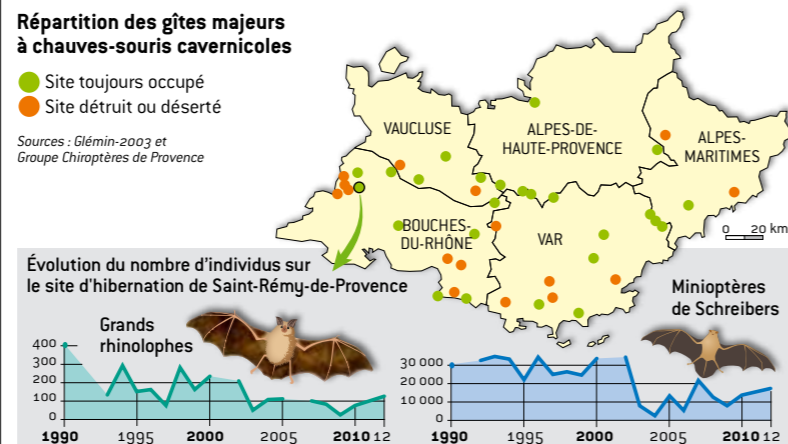 Répartition des gîtes majeurs
à chauves-souris cavernicoles
Site toujours occupé
Site détruit ou déserté
Sources : Glémin-2003 et
Groupe Chiroptères de Provence
VAUCLUSE
ALPES-DE-
HAUTE-PROVENCE
ALPES-
MARITIMES
BOUCHES-
DU-RHÔNE
VAR
0 20 km
Évolution du nombre d'individus sur
le site d'hibernation de Saint-Rémy-de-Provence
Grands
rhinolophes
400
300
200
100
0
1990 1995 2000 2005 2010 12
Minioptères
de Schreibers
30 000
20 000
10 000
0
1990 1995 2000 2005 2010 12